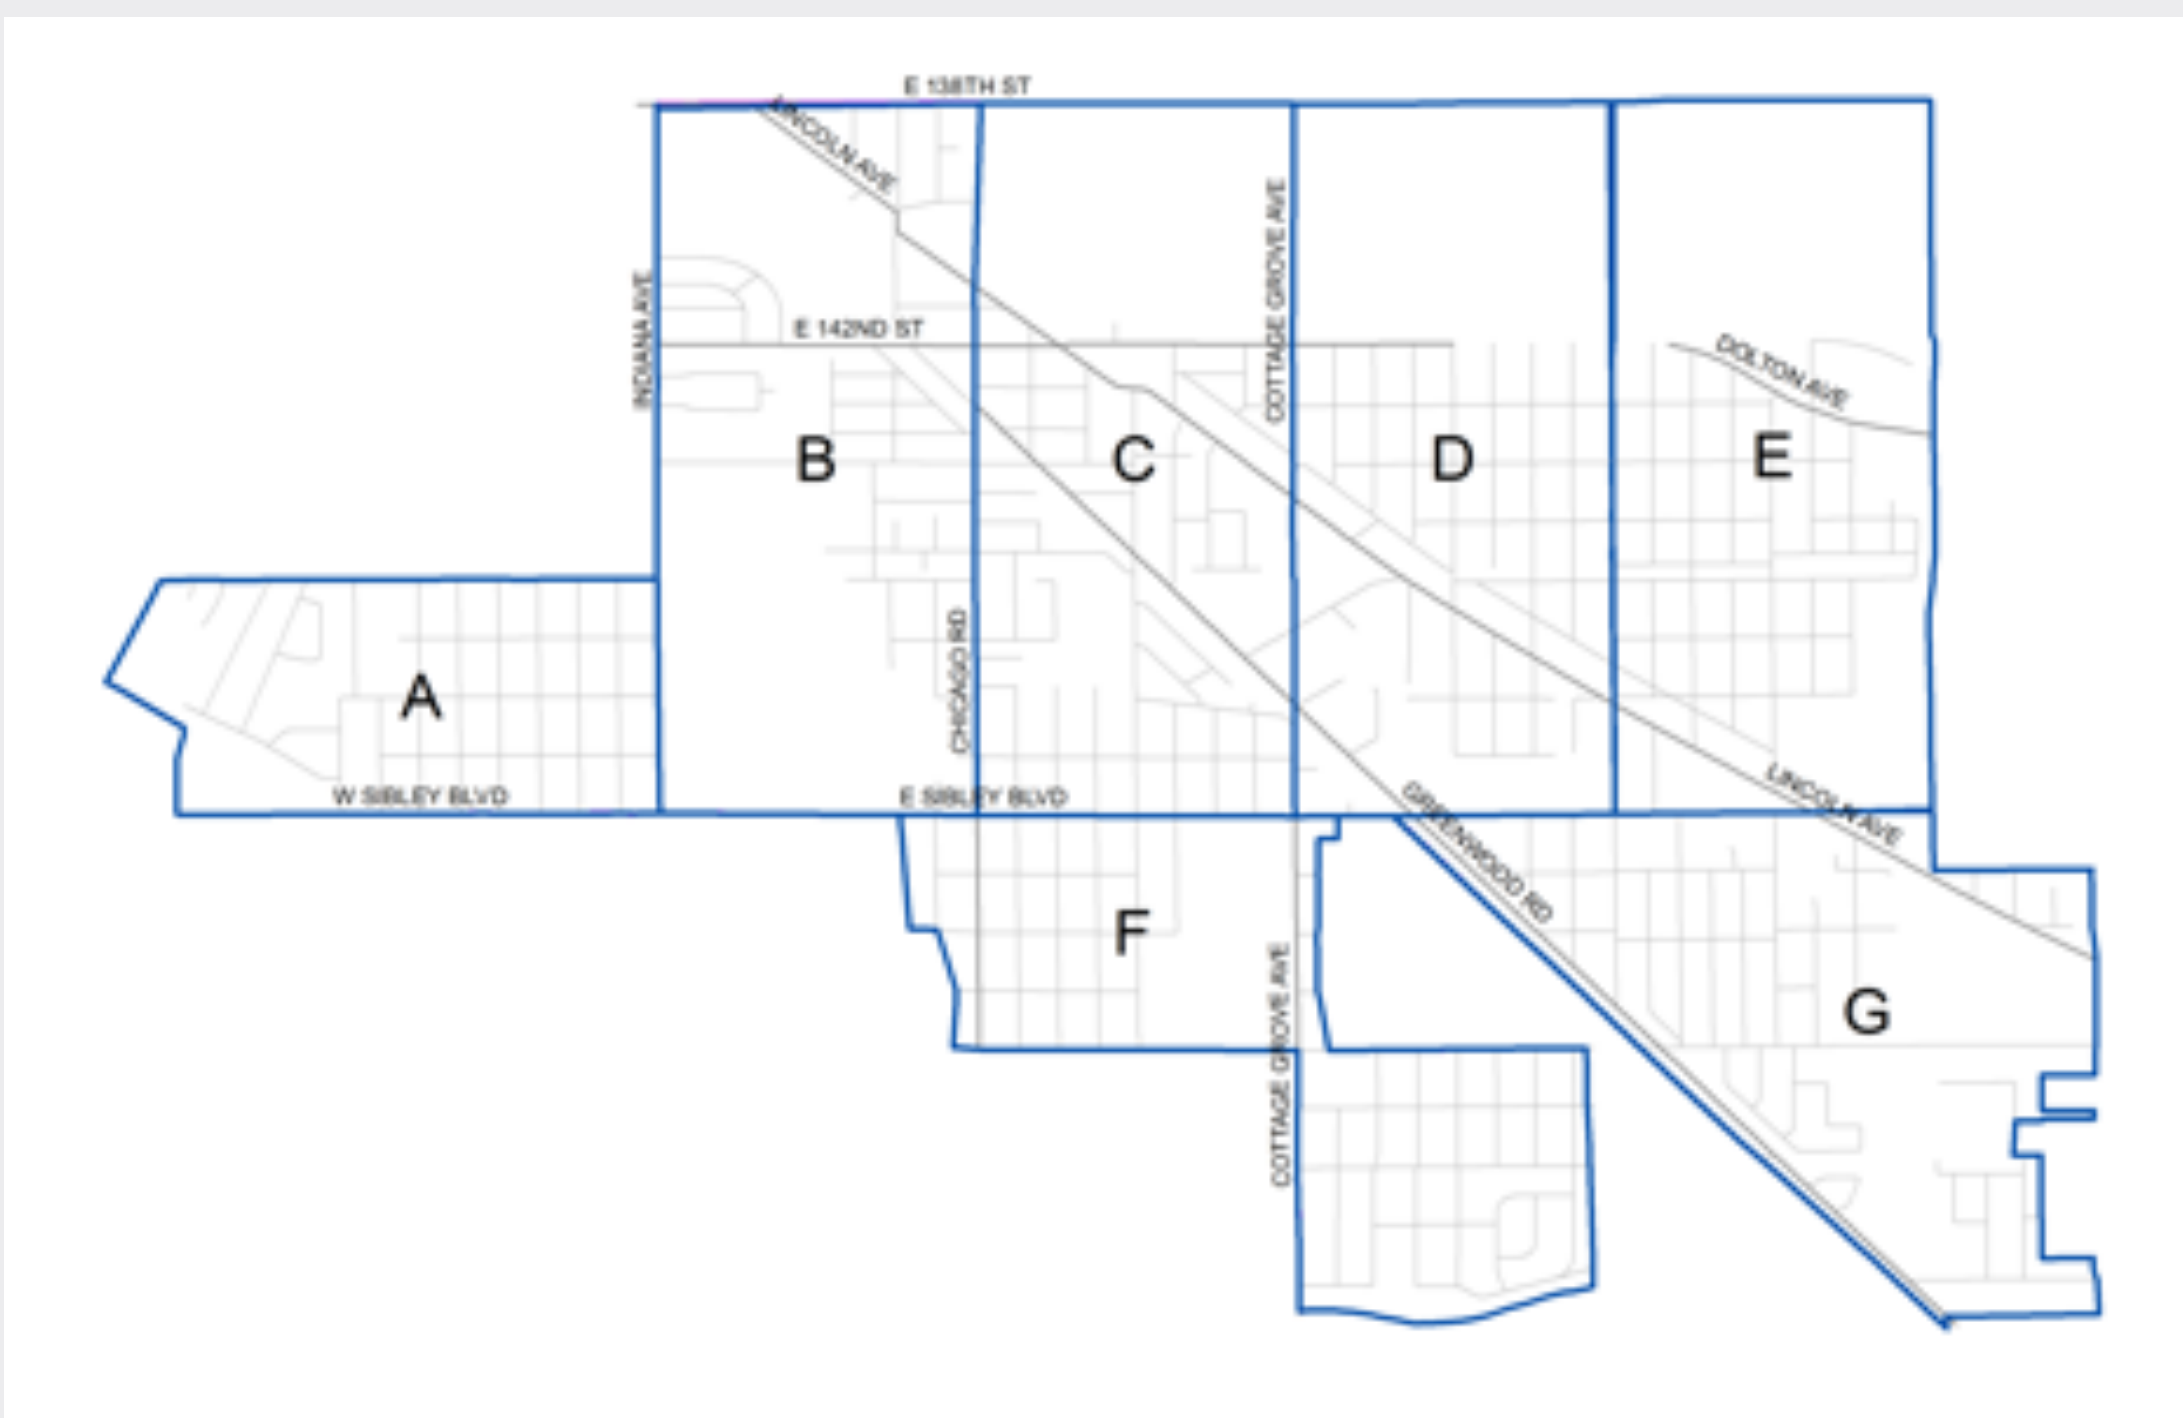 E 138TH ST
LINCOLN AVE
COTTAGE GROVE AVE
INDIANA AVE
E 142ND ST
DOLTON AVE
B
C
D
E
A
CHICAGO RD
W SIBLEY BLVD
E SIBLEY BLVD
LINCOLN AVE
GREENWOOD RD
F
G
COTTAGE GROVE AVE